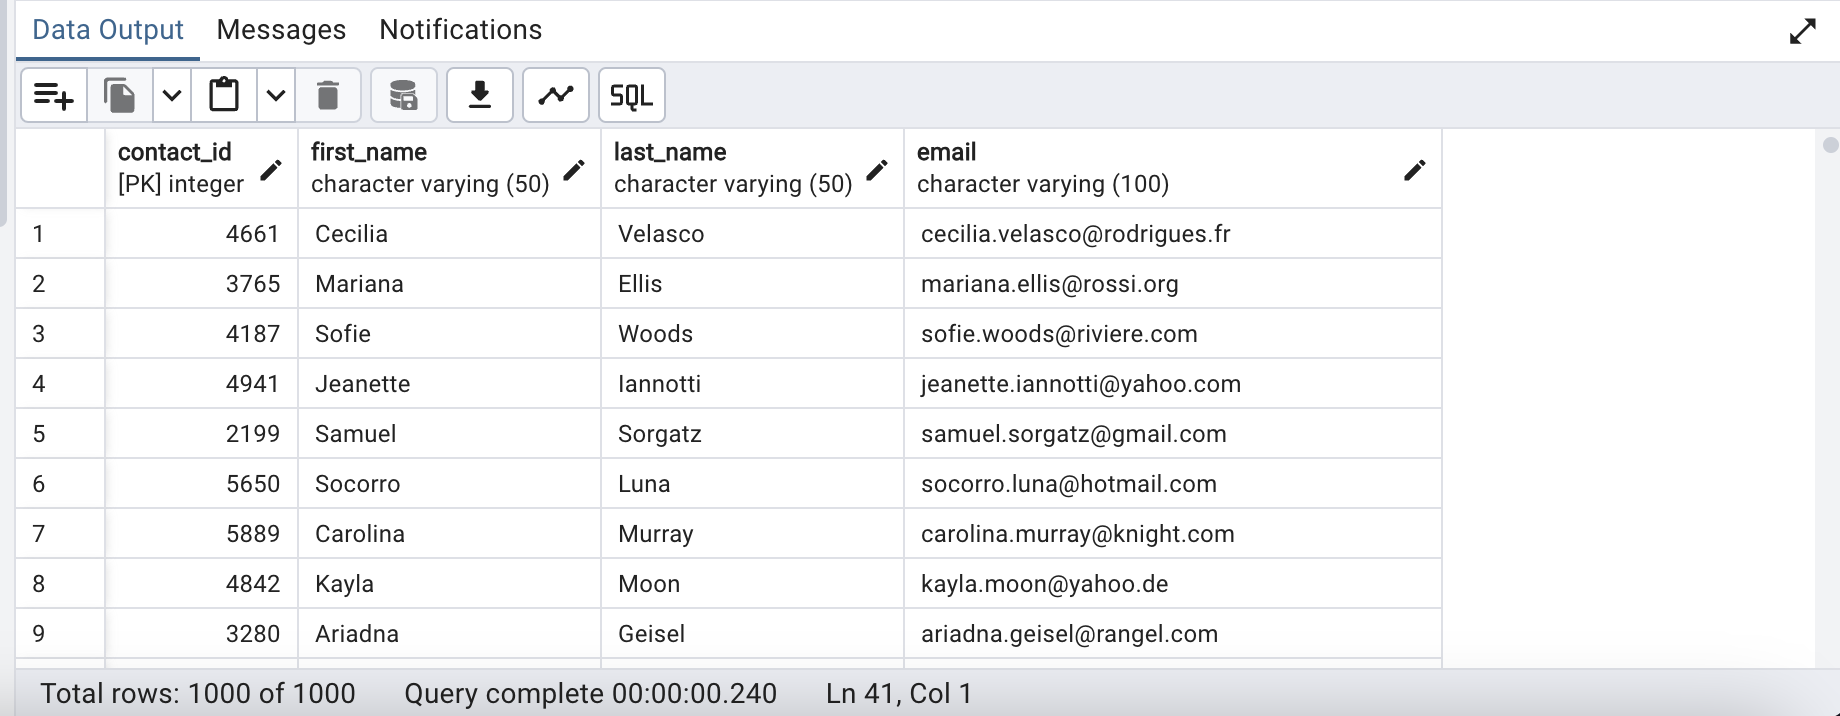 Data Output Messages Notifications
SQL
contact_id first_name last_name email
[PK] integer character varying (50) character varying (50) character varying (100)
1 4661 Cecilia Velasco cecilia.velasco@rodrigues.fr
2 3765 Mariana Ellis mariana.ellis@rossi.org
3 4187 Sofie Woods sofie.woods@riviere.com
4 4941 Jeanette Iannotti jeanette.iannotti@yahoo.com
5 2199 Samuel Sorgatz samuel.sorgatz@gmail.com
6 5650 Socorro Luna socorro.luna@hotmail.com
7 5889 Carolina Murray carolina.murray@knight.com
8 4842 Kayla Moon kayla.moon@yahoo.de
9 3280 Ariadna Geisel ariadna.geisel@rangel.com
Total rows: 1000 of 1000 Query complete 00:00:00.240 Ln 41, Col 1